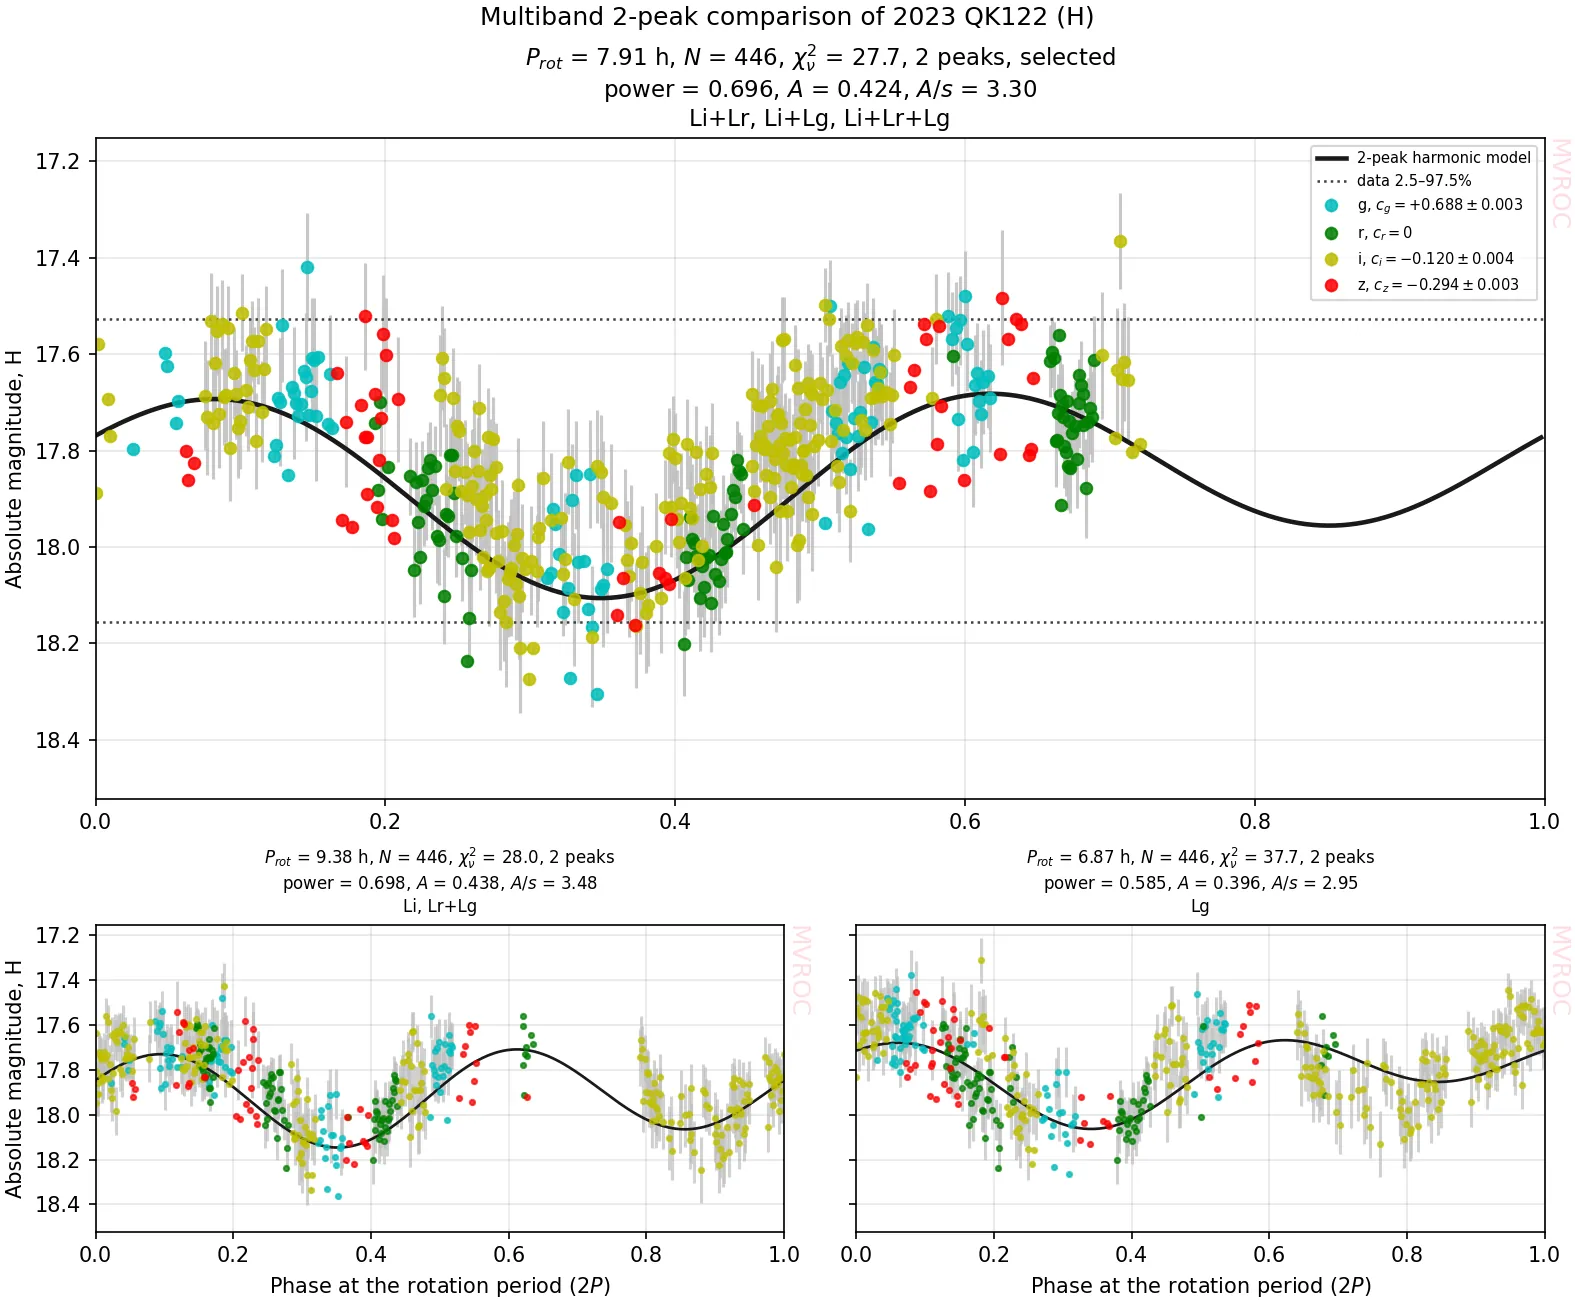 Multiband 2-peak comparison of 2023 QK122 (H)
P_rot = 7.91 h, N = 446, χ²_ν = 27.7, 2 peaks, selected
power = 0.696, A = 0.424, A/s = 3.30
Li+Lr, Li+Lg, Li+Lr+Lg
2-peak harmonic model
data 2.5–97.5%
g, c_g = +0.688 ± 0.003
r, c_r = 0
i, c_i = −0.120 ± 0.004
z, c_z = −0.294 ± 0.003
MVROC
Absolute magnitude, H
17.2
17.4
17.6
17.8
18.0
18.2
18.4
0.0 0.2 0.4 0.6 0.8 1.0
P_rot = 9.38 h, N = 446, χ²_ν = 28.0, 2 peaks
power = 0.698, A = 0.438, A/s = 3.48
Li, Lr+Lg
MVROC
Absolute magnitude, H
17.2
17.4
17.6
17.8
18.0
18.2
18.4
0.0 0.2 0.4 0.6 0.8 1.0
Phase at the rotation period (2P)
P_rot = 6.87 h, N = 446, χ²_ν = 37.7, 2 peaks
power = 0.585, A = 0.396, A/s = 2.95
Lg
MVROC
0.0 0.2 0.4 0.6 0.8 1.0
Phase at the rotation period (2P)